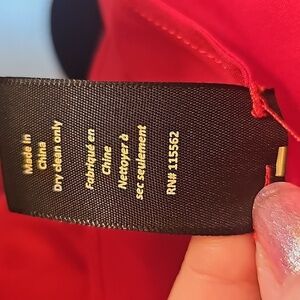 Made in
China
Dry clean only
Fabriqué en
Chine
Nettoyer à
sec seulement
RN# 115562